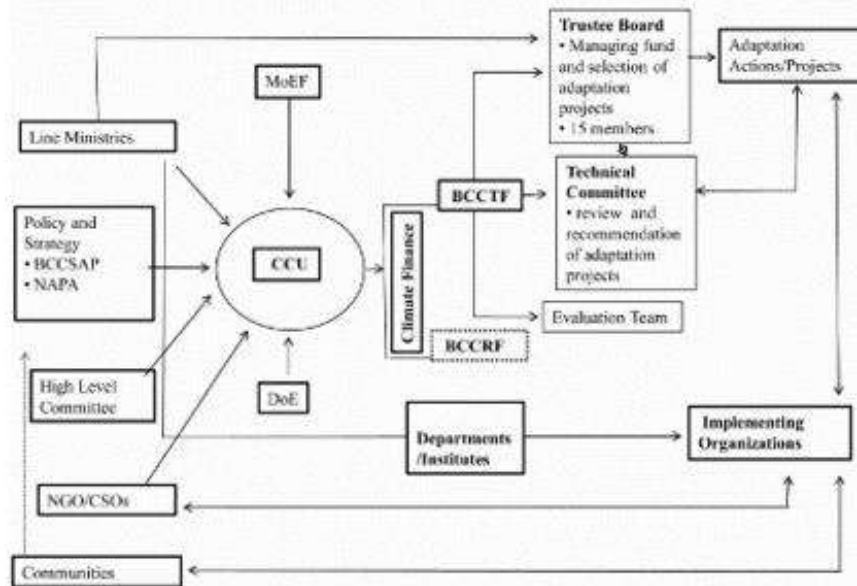 Trustee Board
• Managing fund
and selection of
adaptation
projects
• 15 members
Adaptation
Actions/Projects
MoEF
Line Ministries
Technical
Committee
• review and
recommendation
of adaptation
projects
BCCTF
Policy and
Strategy
• BCCSAP
• NAPA
CCU
Climate Finance
Evaluation Team
BCCRF
High Level
Committee
DoE
Departments
/Institutes
Implementing
Organizations
NGO/CSOs
Communities